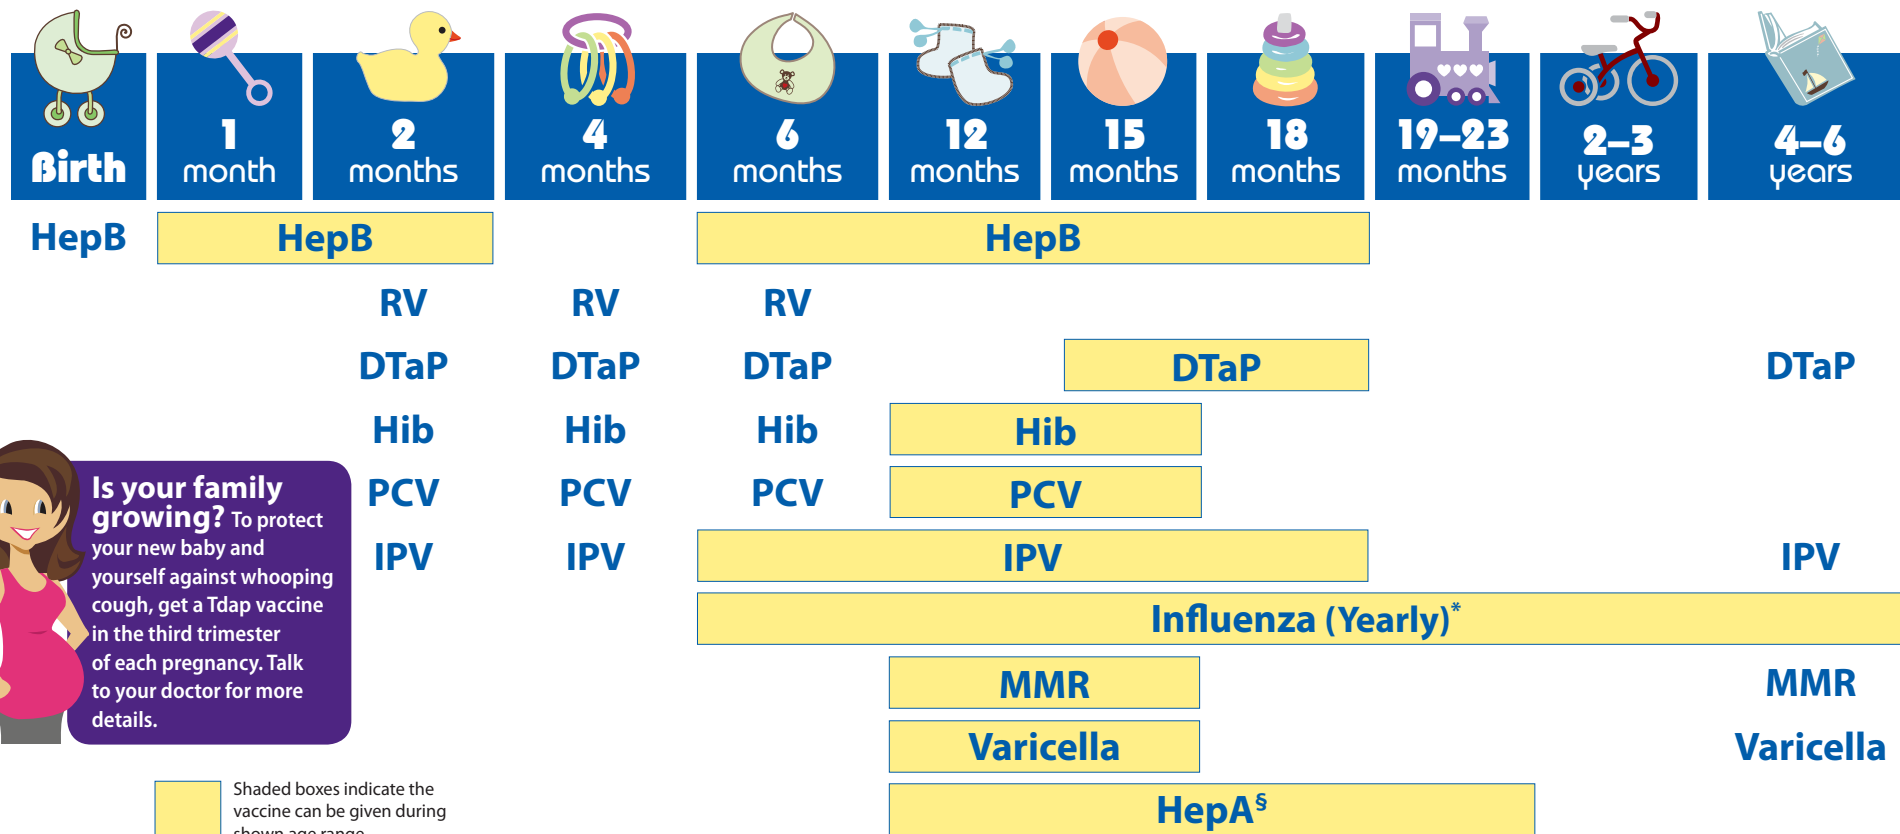 Birth
1
month
2
months
4
months
6
months
12
months
15
months
18
months
19–23
months
2–3
years
4–6
years
HepB HepB HepB
RV RV RV
DTaP DTaP DTaP DTaP DTaP
Hib Hib Hib Hib
PCV PCV PCV PCV
IPV IPV IPV IPV
Influenza (Yearly)*
MMR MMR
Varicella Varicella
HepA§
Is your family
growing? To protect
your new baby and
yourself against whooping
cough, get a Tdap vaccine
in the third trimester
of each pregnancy. Talk
to your doctor for more
details.
Shaded boxes indicate the
vaccine can be given during
shown age range.